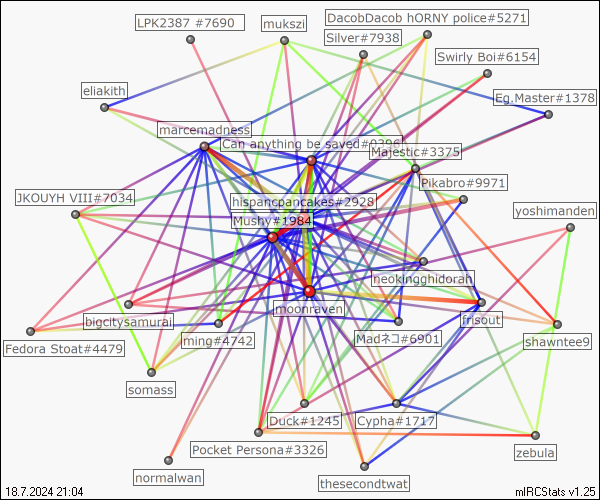 LPK2387 #7690
mukszi
DacobDacob hORNY police#5271
Silver#7938
Swirly Boi#6154
eliakith
Eg.Master#1378
marcemadness
Can anything be saved#
Majestic#3375
Pikabro#9971
JKOUYH VIII#7034
hispancpancakes#2928
yoshimanden
Mushy#1984
heokingghidorah
moonraven
bigcitysamurai
frisout
Fedora Stoat#4479
ming#4742
Madネコ#6901
shawntee9
somass
Duck#1245
Cypha#1717
Pocket Persona#3326
zebula
normalwan
thesecondtwat
18.7.2024 21:04
mIRCStats v1.25